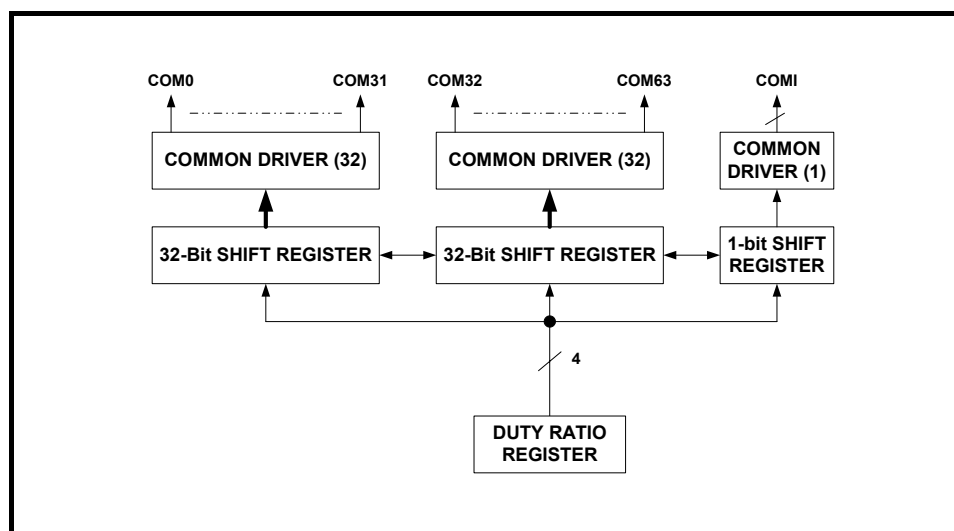 COM0 COM31 COM32 COM63 COMI
COMMON DRIVER (32) COMMON DRIVER (32) COMMON
DRIVER (1)
32-Bit SHIFT REGISTER 32-Bit SHIFT REGISTER 1-bit SHIFT
REGISTER
4
DUTY RATIO
REGISTER